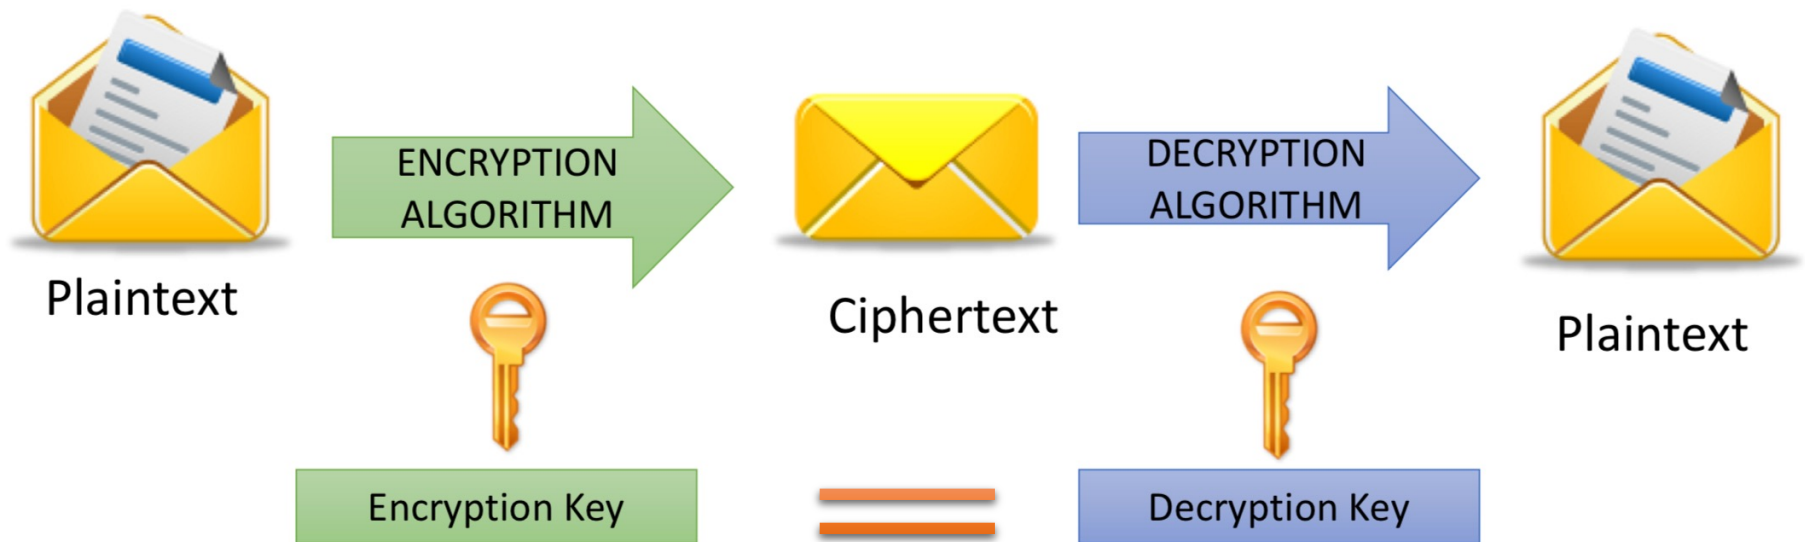 ENCRYPTION
ALGORITHM
DECRYPTION
ALGORITHM
Plaintext
Ciphertext
Plaintext
Encryption Key
Decryption Key